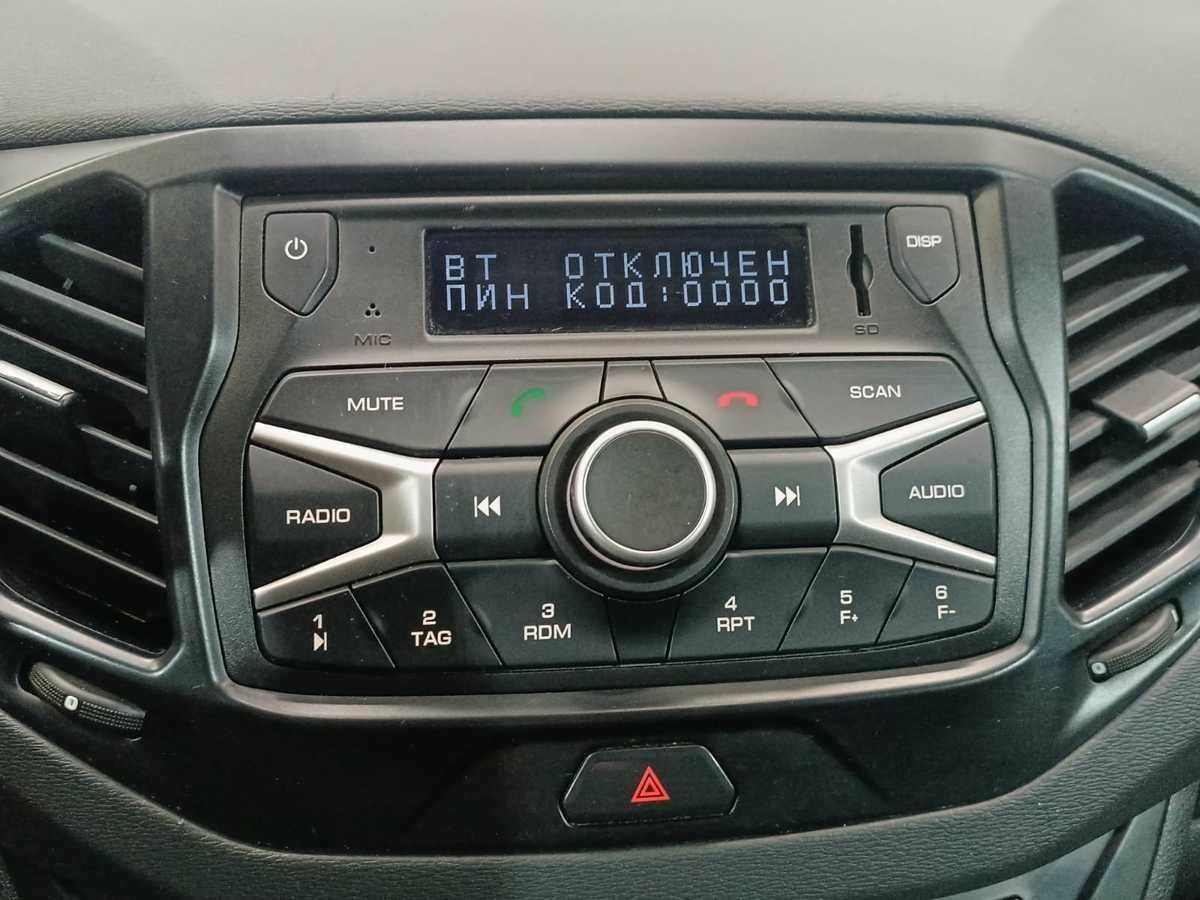 DISP
ВТ ОТКЛЮЧЕН
ПИН КОД:0000
MIC
SD
MUTE
SCAN
RADIO
AUDIO
1
2
TAG
3
RDM
4
RPT
5
F+
6
F-